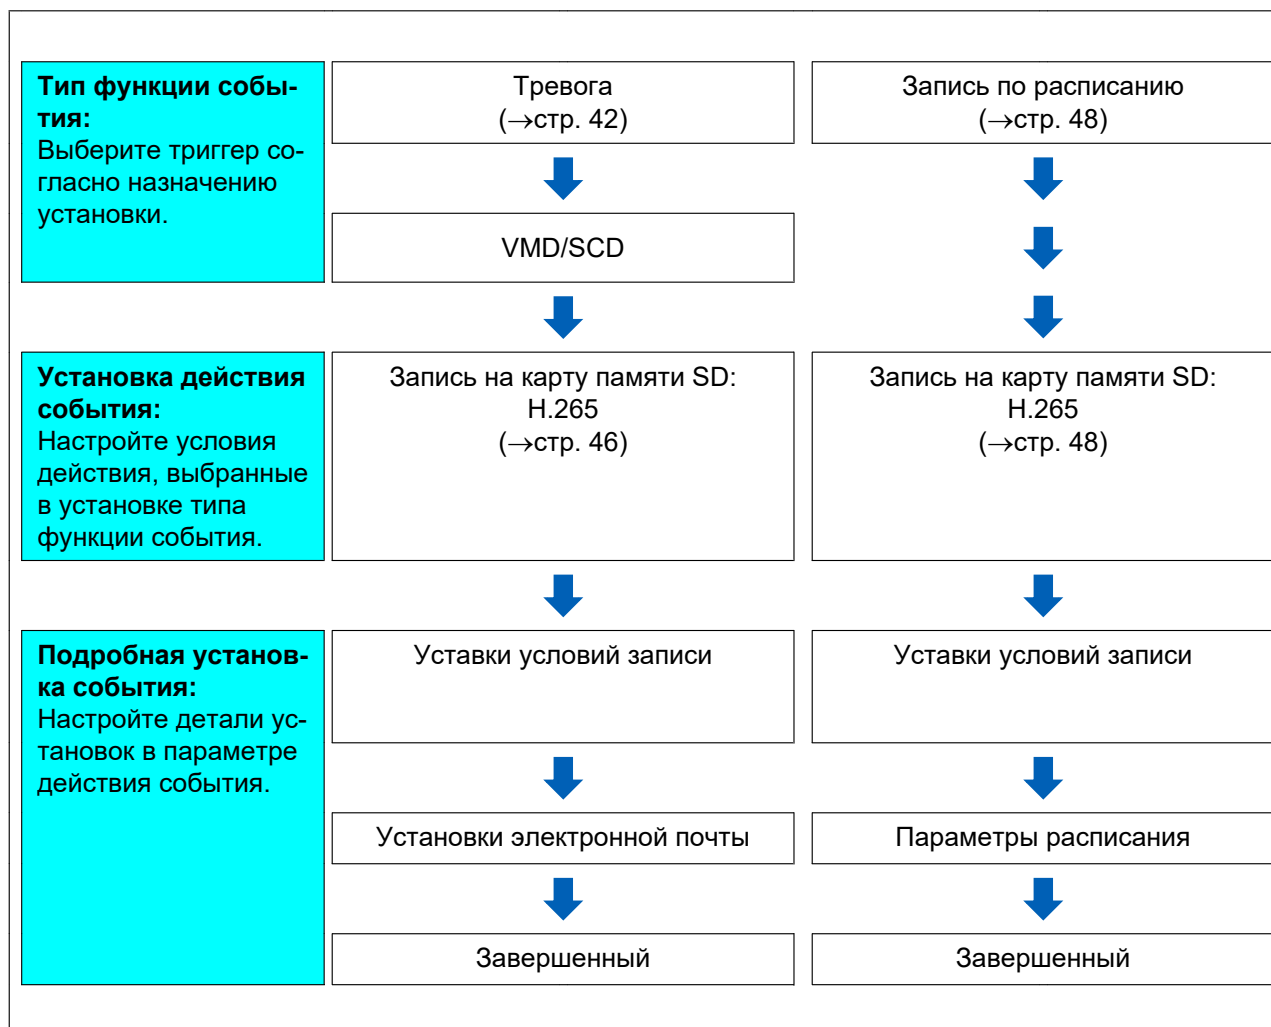 Тип функции собы-
тия:
Выберите триггер со-
гласно назначению
установки.
Тревога
(→стр. 42)
Запись по расписанию
(→стр. 48)
VMD/SCD
Установка действия
события:
Настройте условия
действия, выбранные
в установке типа
функции события.
Запись на карту памяти SD:
H.265
(→стр. 46)
Запись на карту памяти SD:
H.265
(→стр. 48)
Подробная установ-
ка события:
Настройте детали ус-
тановок в параметре
действия события.
Уставки условий записи
Уставки условий записи
Установки электронной почты
Параметры расписания
Завершенный
Завершенный